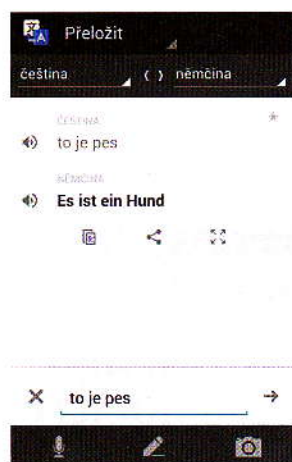 Přeložit
čeština němčina
ČEŠTINA
to je pes
NĚMČINA
Es ist ein Hund
to je pes